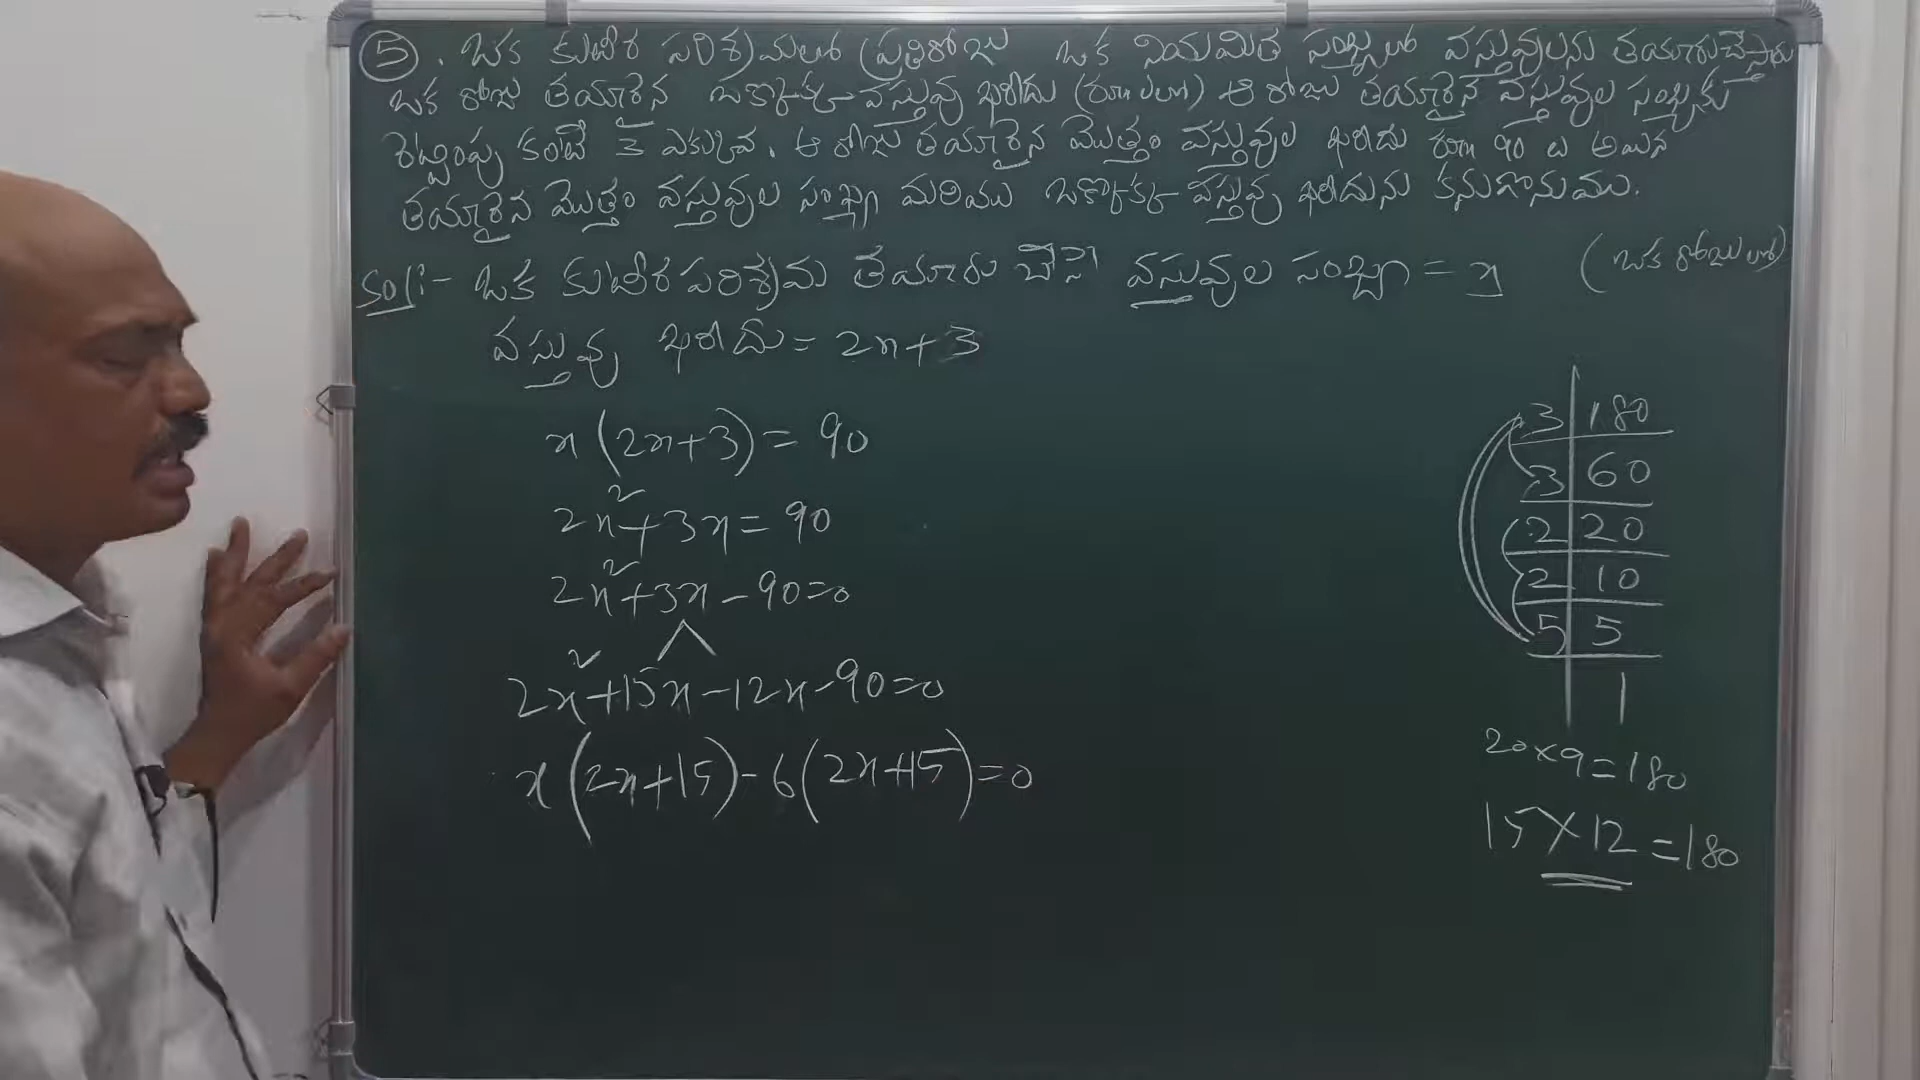 5. ఒక కుటీర పరిశ్రమలో ప్రతిరోజు ఒక నియమిత సంఖ్యలో వస్తువులను తయారుచేస్తారు
ఒక రోజు తయారైన ఒక్కొక్క వస్తువు ఖరీదు (రూ౹౹లలో) ఆ రోజు తయారైన వస్తువుల సంఖ్యకు
రెట్టింపు కంటే 3 ఎక్కువ. ఆ రోజు తయారైన మొత్తం వస్తువుల ఖరీదు రూ౹౹ 90 లు అయిన
తయారైన మొత్తం వస్తువుల సంఖ్య మరియు ఒక్కొక్క వస్తువు ఖరీదును కనుగొనుము.
Sol:- ఒక కుటీర పరిశ్రమ తయారు చేసే వస్తువుల సంఖ్య = x (ఒక రోజులో)
వస్తువు ఖరీదు = 2x+3
x(2x+3) = 90
2x²+3x = 90
2x²+3x-90=0
2x²+15x-12x-90=0
x(2x+15)-6(2x+15)=0
3 | 180
3 | 60
2 | 20
2 | 10
5 | 5
1
20×9=180
15×12=180